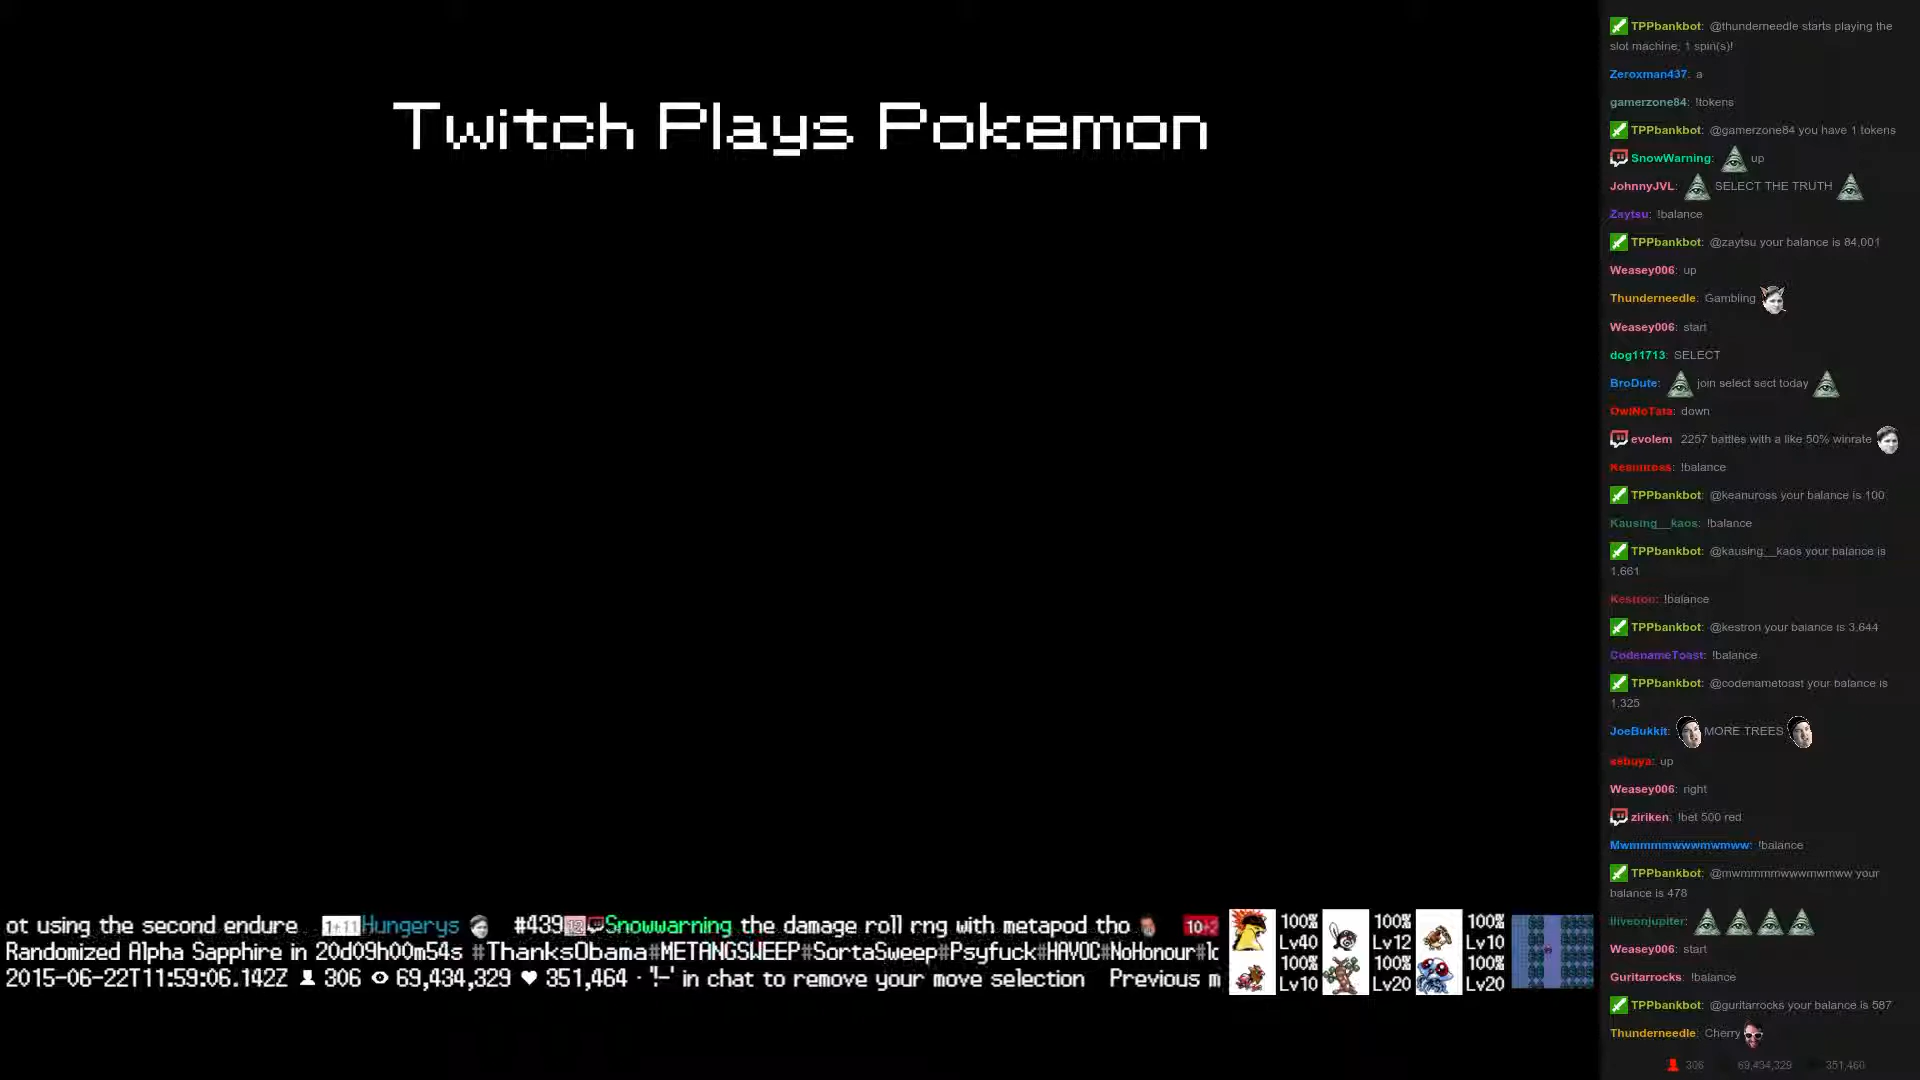 Twitch Plays Pokemon
ot using the second endure 1+11 Hungerys #439 12 Snowwarning the damage roll rng with metapod tho 10+2
Randomized Alpha Sapphire in 20d09h00m54s #ThanksObama#METANGSWEEP#SortaSweep#Psyfuck#HAVOC#NoHonour#lc
2015-06-22T11:59:06.142Z 306 69,434,329 351,464 · '!-' in chat to remove your move selection Previous m
100% 100% 100%
Lv40 Lv12 Lv10
100% 100% 100%
Lv10 Lv20 Lv20
TPPbankbot: @thunderneedle starts playing the
slot machine, 1 spin(s)!
Zeroxman437: a
gamerzone84: !tokens
TPPbankbot: @gamerzone84 you have 1 tokens
SnowWarning: up
JohnnyJVL: SELECT THE TRUTH
Zaytsu: !balance
TPPbankbot: @zaytsu your balance is 84,001
Weasey006: up
Thunderneedle: Gambling
Weasey006: start
dog11713: SELECT
BroDute: join select sect today
OwlNoTata: down
evolem 2257 battles with a like 50% winrate
Keanuross: !balance
TPPbankbot: @keanuross your balance is 100
Kausing__kaos: !balance
TPPbankbot: @kausing__kaos your balance is
1,661
Kestron: !balance
TPPbankbot: @kestron your balance is 3,644
CodenameToast: !balance
TPPbankbot: @codenametoast your balance is
1,325
JoeBukkit: MORE TREES
sebuya: up
Weasey006: right
ziriken: !bet 500 red
Mwmmmmwwwmwmww: !balance
TPPbankbot: @mwmmmmwwwmwmww your
balance is 478
iliveonjupiter:
Weasey006: start
Guritarrocks: !balance
TPPbankbot: @guritarrocks your balance is 587
Thunderneedle: Cherry
306 69,434,329 351,460